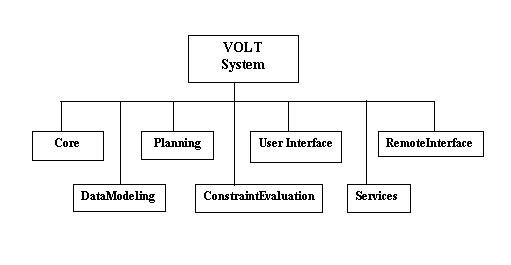 VOLT
System
Core
Planning
User Interface
RemoteInterface
DataModeling
ConstraintEvaluation
Services